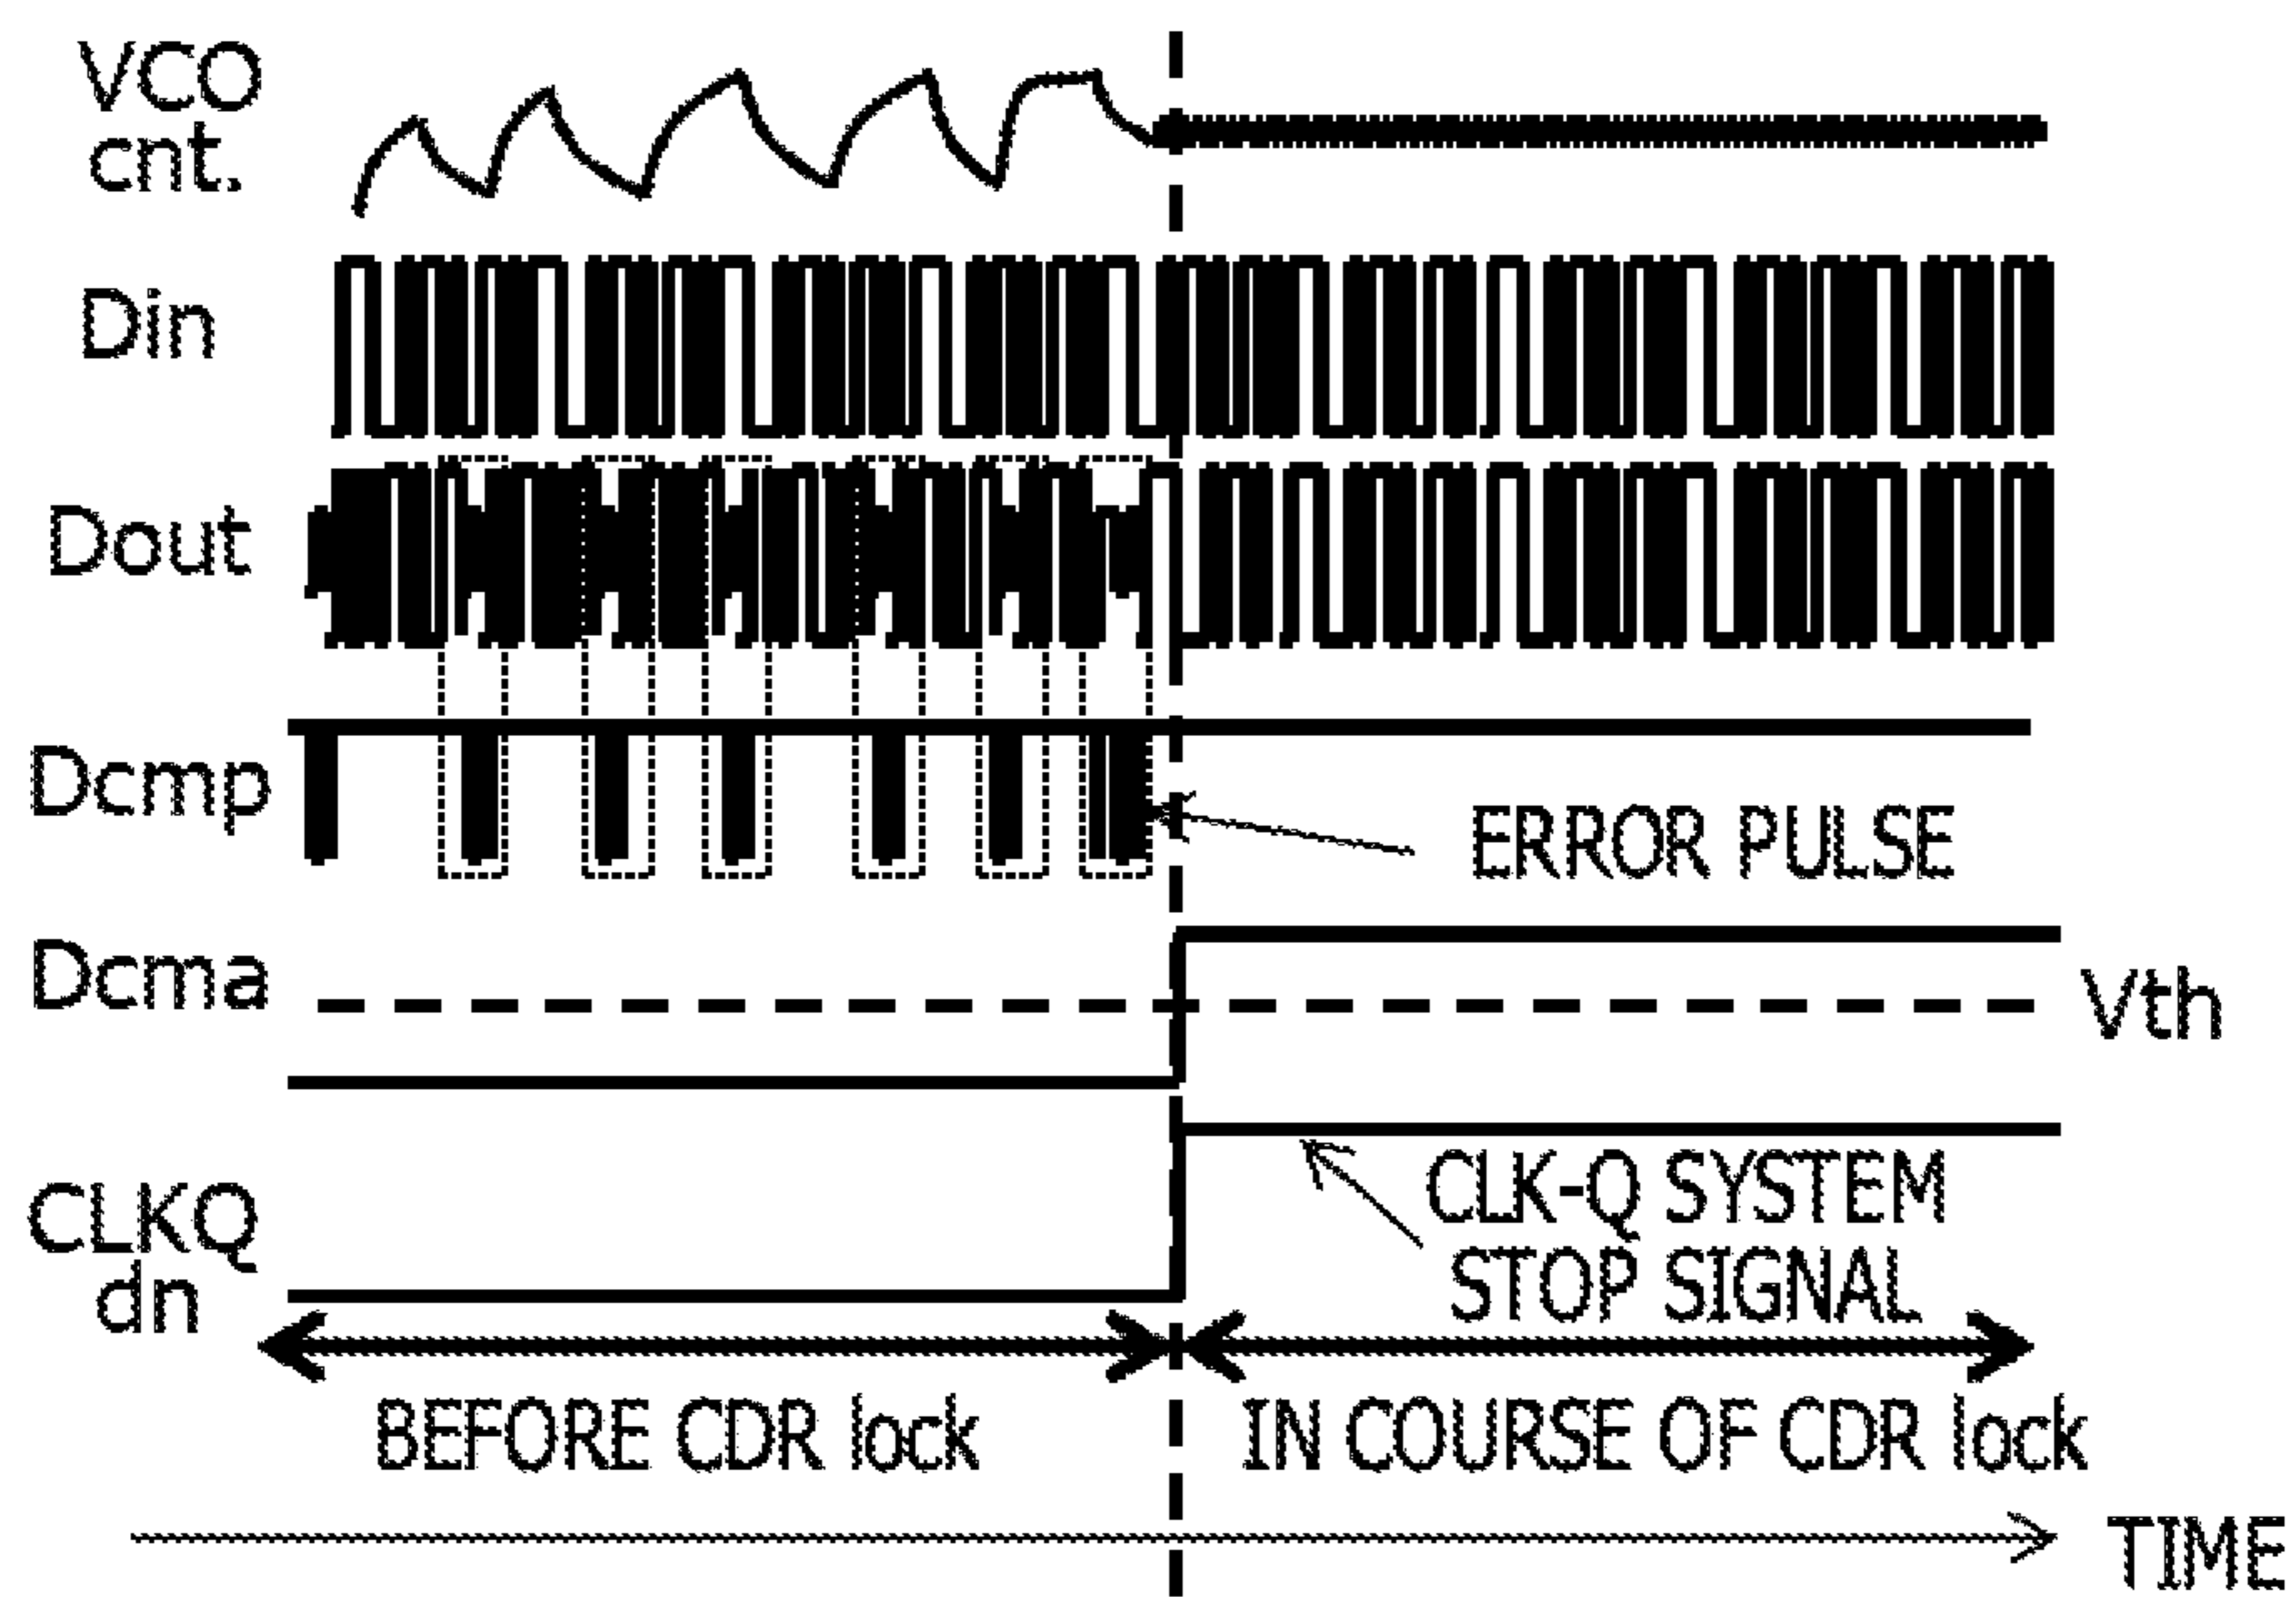 VCO
cnt.
Din
Dout
Dcmp
ERROR PULSE
Dcma
Vth
CLKQ
dn
CLK-Q SYSTEM
STOP SIGNAL
BEFORE CDR lock
IN COURSE OF CDR lock
TIME